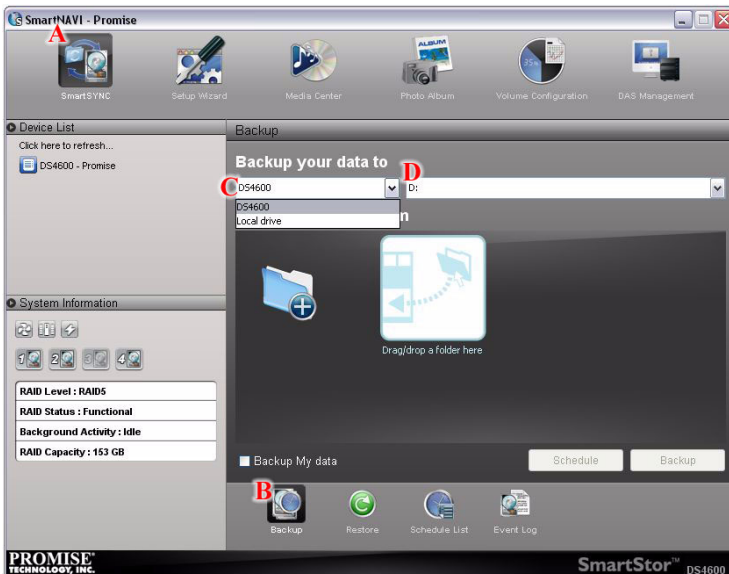 SmartNAVI - Promise
A
SmartSYNC
Setup Wizard
Media Center
ALBUM
Photo Album
35%
Volume Configuration
DAS Management
Device List
Click here to refresh...
DS4600 - Promise
Backup
Backup your data to
C
DS4600
D
D:
DS4600
Local drive
n
Drag/drop a folder here
System Information
1
2
3
4
RAID Level : RAID5
RAID Status : Functional
Background Activity : Idle
RAID Capacity : 153 GB
Backup My data
Schedule
Backup
B
Backup
Restore
Schedule List
Event Log
PROMISE®
TECHNOLOGY, INC.
SmartStor™ DS4600